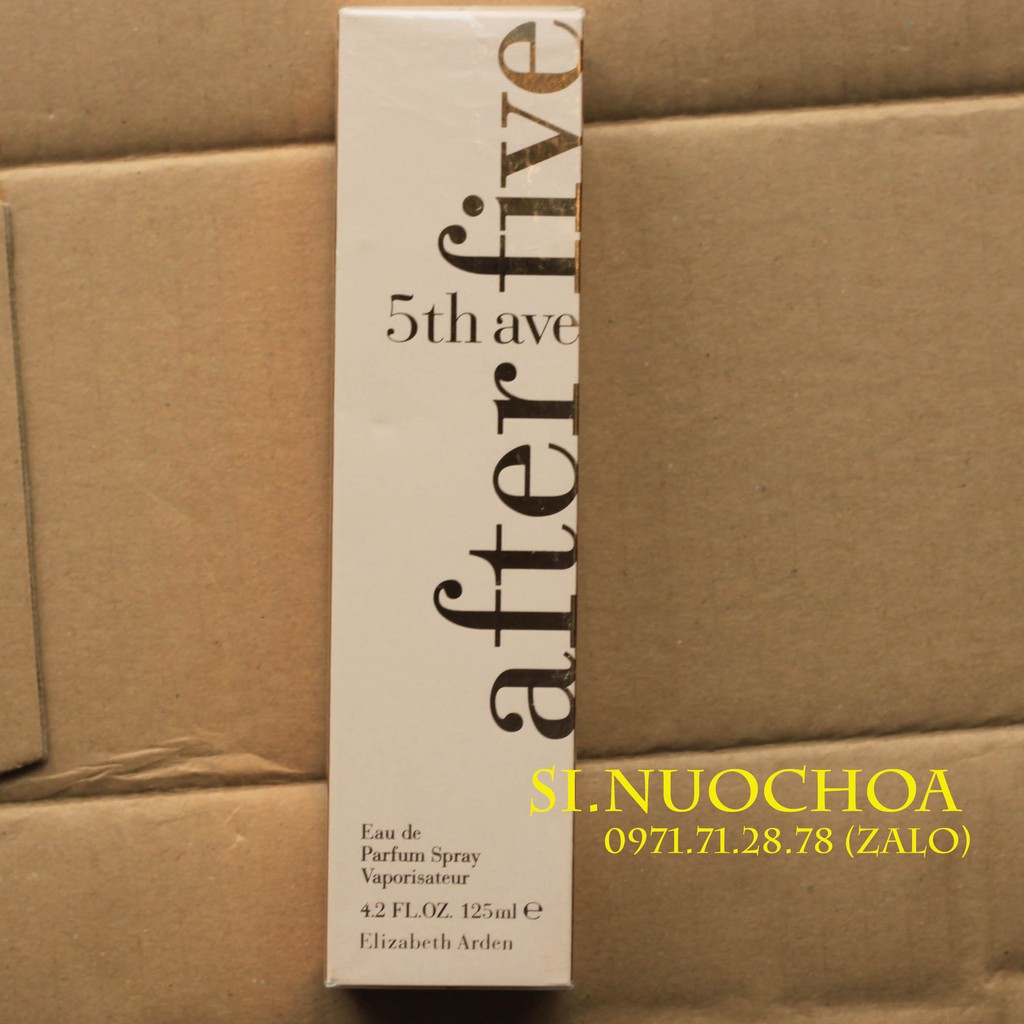 after five
5th ave
Eau de
Parfum Spray
Vaporisateur
4.2 FL.OZ. 125ml ℮
Elizabeth Arden
SI.NUOCHOA
0971.71.28.78 (ZALO)